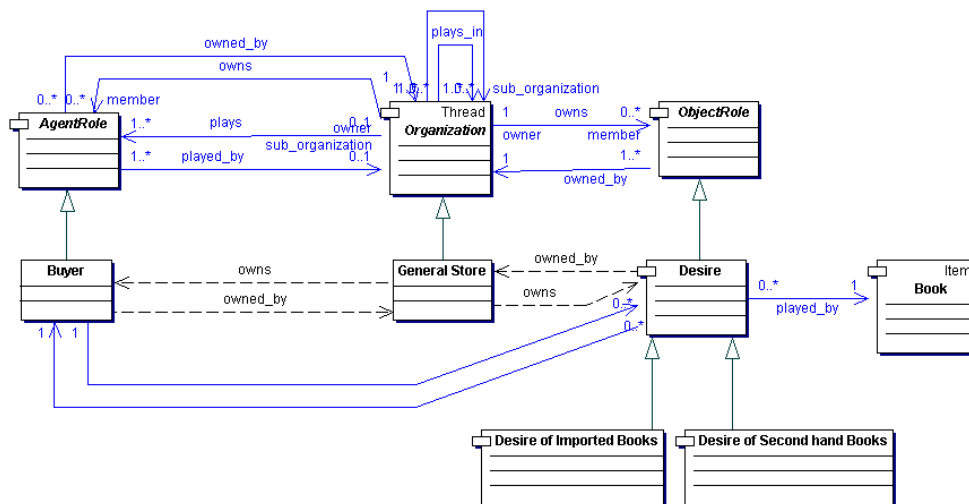 plays_in
owned_by
owns
1
0..*
0..*
member
1..*
1..*
sub_organization
AgentRole
Thread
Organization
ObjectRole
1..*
plays
0..1
owner
sub_organization
1..*
played_by
0..1
1
owns
0..*
owner
member
1
1..*
owned_by
Buyer
General Store
Desire
Item
Book
owns
owned_by
owned_by
owns
0..*
1
played_by
1
1
0..*
0..*
Desire of Imported Books
Desire of Second hand Books